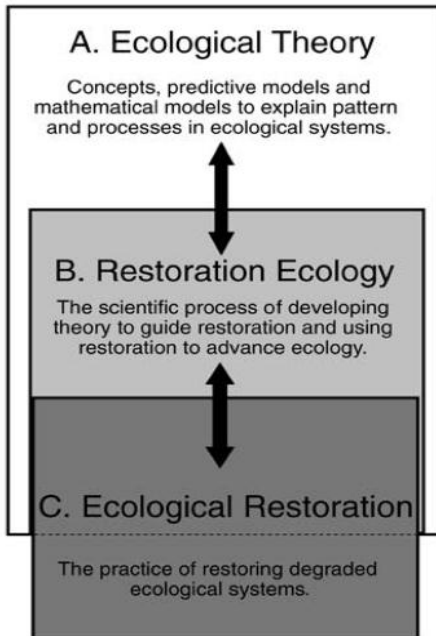 A. Ecological Theory
Concepts, predictive models and
mathematical models to explain pattern
and processes in ecological systems.
B. Restoration Ecology
The scientific process of developing
theory to guide restoration and using
restoration to advance ecology.
C. Ecological Restoration
The practice of restoring degraded
ecological systems.